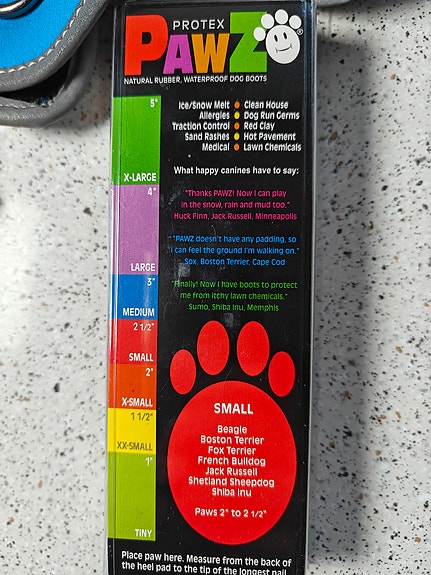 PROTEX
PAWZ
NATURAL RUBBER, WATERPROOF DOG BOOTS
5"
X-LARGE
4"
LARGE
3"
MEDIUM
2 1/2"
SMALL
2"
X-SMALL
1 1/2"
XX-SMALL
1"
TINY
Ice/Snow Melt • Clean House
Allergies • Dog Run Germs
Traction Control • Red Clay
Sand Rashes • Hot Pavement
Medical • Lawn Chemicals
What happy canines have to say:
"Thanks PAWZ! Now I can play
in the snow, rain and mud too."
Huck Finn, Jack Russell, Minneapolis
"PAWZ doesn't have any padding, so
I can feel the ground I'm walking on."
Sox, Boston Terrier, Cape Cod
"Finally! Now I have boots to protect
me from itchy lawn chemicals."
Sumo, Shiba Inu, Memphis
SMALL
Beagle
Boston Terrier
Fox Terrier
French Bulldog
Jack Russell
Shetland Sheepdog
Shiba Inu
Paws 2" to 2 1/2"
Place paw here. Measure from the back of
the heel pad to the tip of the longest nail